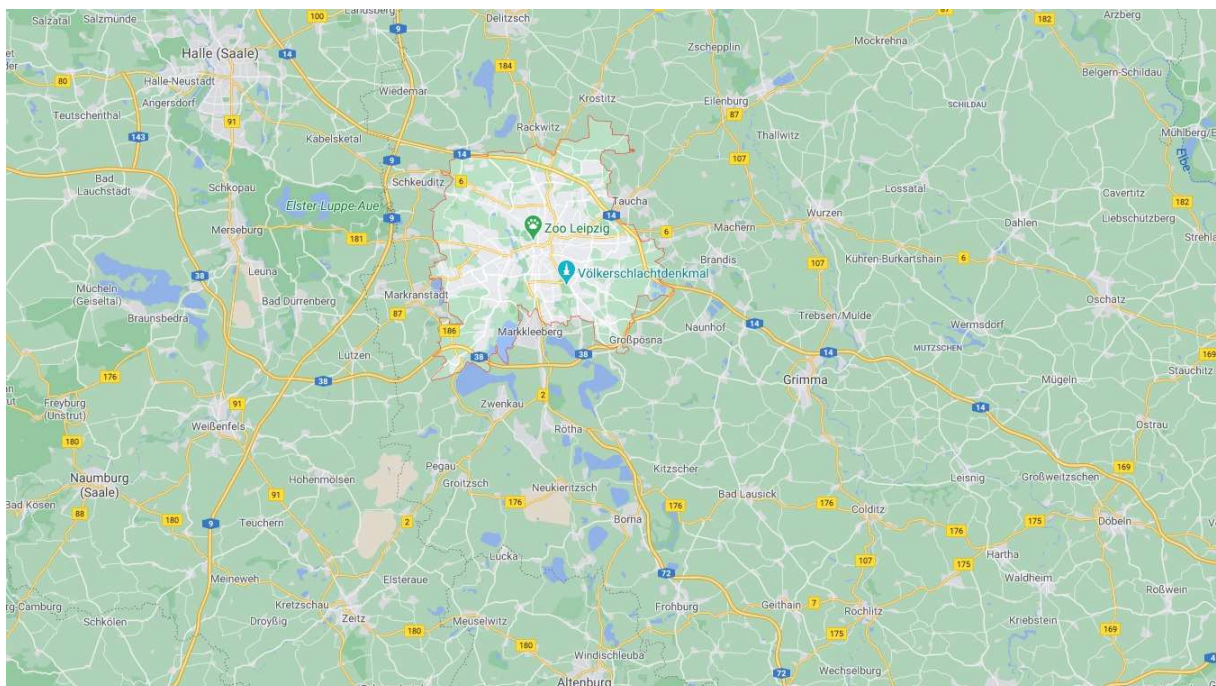 Salzatal
Salzmünde
100
Landsberg
9
Delitzsch
87
182
Arzberg
Halle (Saale)
14
Zschepplin
Mockrehna
80
Halle-Neustadt
Angersdorf
Wiedemar
184
Krostitz
Eilenburg
Belgern-Schildau
SCHILDAU
Teutschenthal
91
143
Kabelsketal
Rackwitz
87
Thallwitz
Mühlberg/E
Elbe
Bad
Lauchstädt
Schkopau
9
14
Schkeuditz
6
107
Elster-Luppe-Aue
9
Taucha
14
Lossatal
Cavertitz
182
Merseburg
181
Zoo Leipzig
6
Machern
Wurzen
Dahlen
Liebschützberg
Strehla
38
Leuna
Völkerschlachtdenkmal
Brandis
107
Kühren-Burkartshain
6
Mücheln
(Geiseltal)
Braunsbedra
Bad Dürrenberg
Markranstädt
87
186
Markkleeberg
Großpösna
Naunhof
14
Trebsen/Mulde
Wermsdorf
Oschatz
Lützen
38
38
14
MUTZSCHEN
169
Stauchitz
176
38
Grimma
Mügeln
Freyburg
(Unstrut)
91
Weißenfels
Zwenkau
2
14
Ostrau
180
Rötha
Naumburg
(Saale)
Hohenmölsen
Pegau
Groitzsch
Kitzscher
169
Leisnig
Großweitzschen
Bad Kösen
88
180
91
Teuchern
9
2
176
Neukieritzsch
176
Bad Lausick
176
Colditz
176
175
Borna
Döbeln
Lucka
Hartha
Meineweh
Elsteraue
72
107
175
Waldheim
Roßwein
rg-Camburg
Schkölen
Kretzschau
Droyßig
Zeitz
180
Meuselwitz
Frohburg
Geithain
7
Rochlitz
Kriebstein
169
180
175
Windischleuba
72
Wechselburg
Altenburg
4